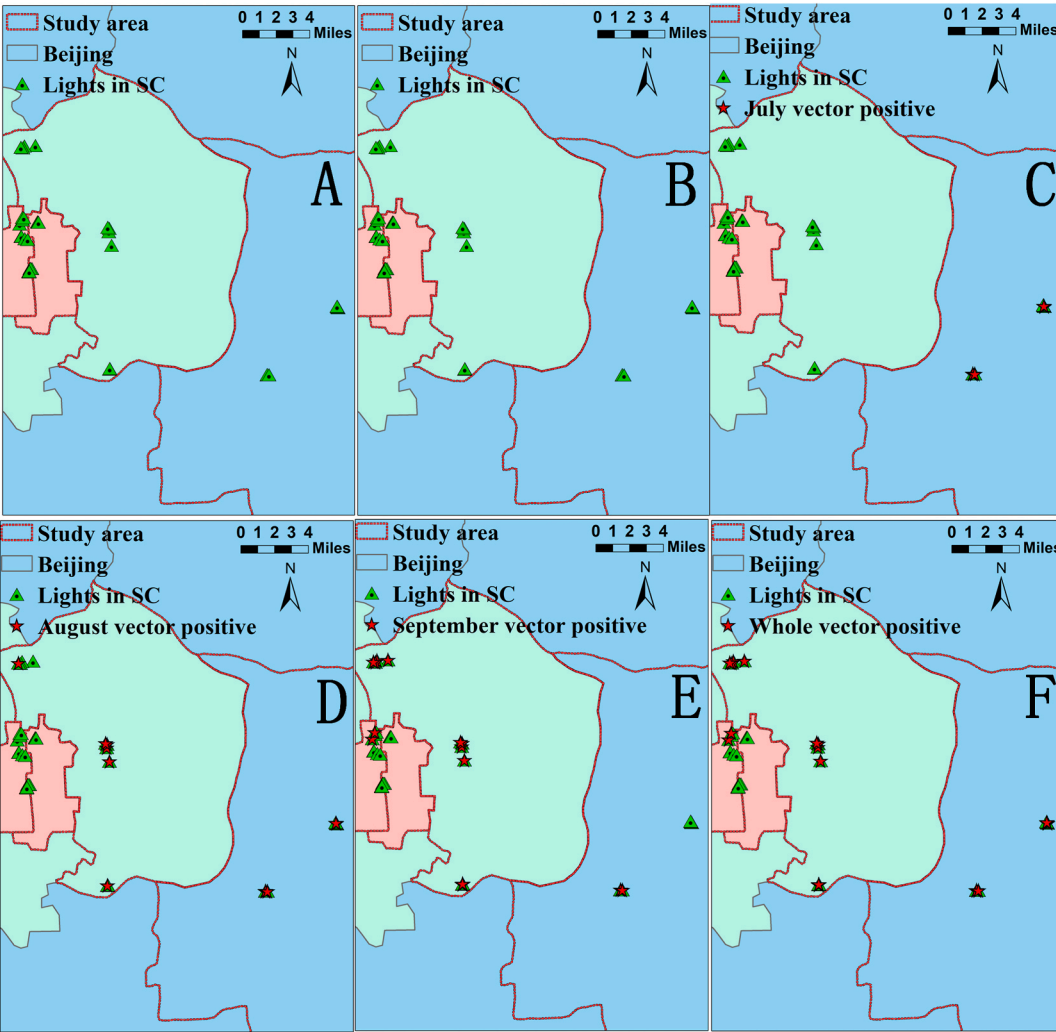 Study area
0 1 2 3 4
Miles
Beijing
N
Lights in SC
A
Study area
0 1 2 3 4
Miles
Beijing
N
Lights in SC
B
Study area
0 1 2 3 4
Miles
Beijing
N
Lights in SC
July vector positive
C
Study area
0 1 2 3 4
Miles
Beijing
N
Lights in SC
August vector positive
D
Study area
0 1 2 3 4
Miles
Beijing
N
Lights in SC
September vector positive
E
Study area
0 1 2 3 4
Miles
Beijing
N
Lights in SC
Whole vector positive
F